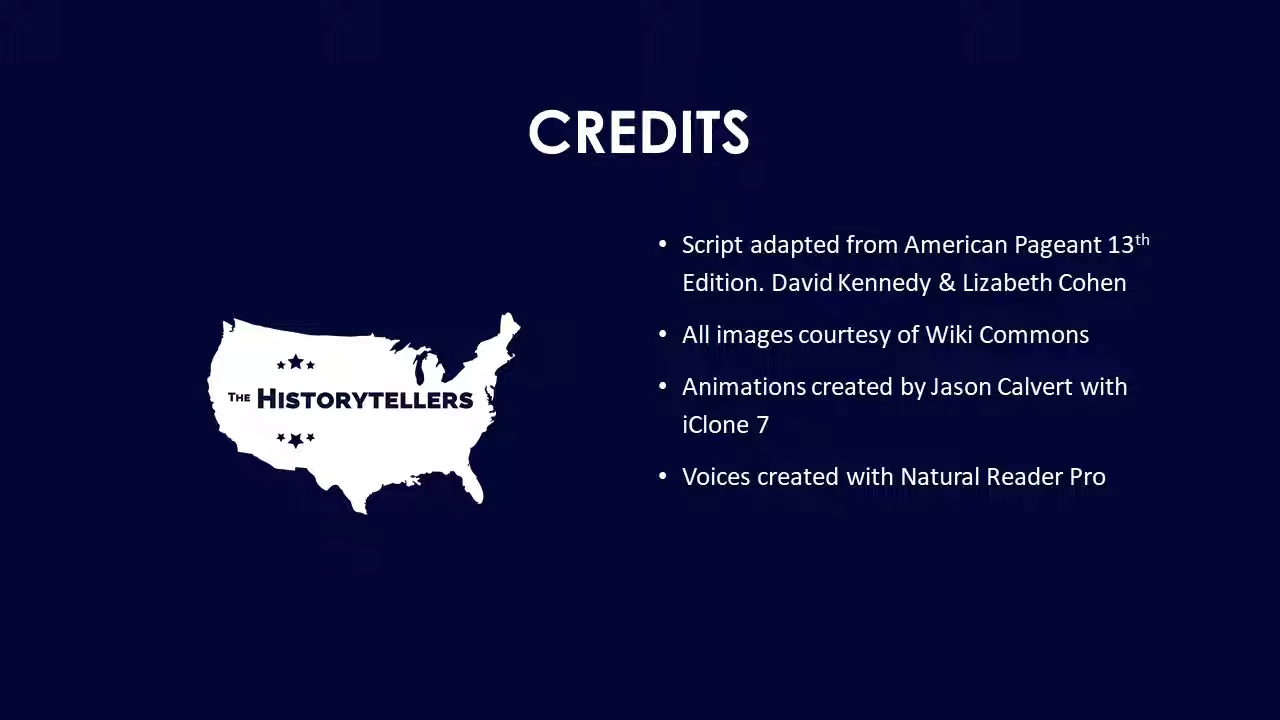 CREDITS
THE HISTORYTELLERS
• Script adapted from American Pageant 13th
Edition. David Kennedy & Lizabeth Cohen
• All images courtesy of Wiki Commons
• Animations created by Jason Calvert with
iClone 7
• Voices created with Natural Reader Pro